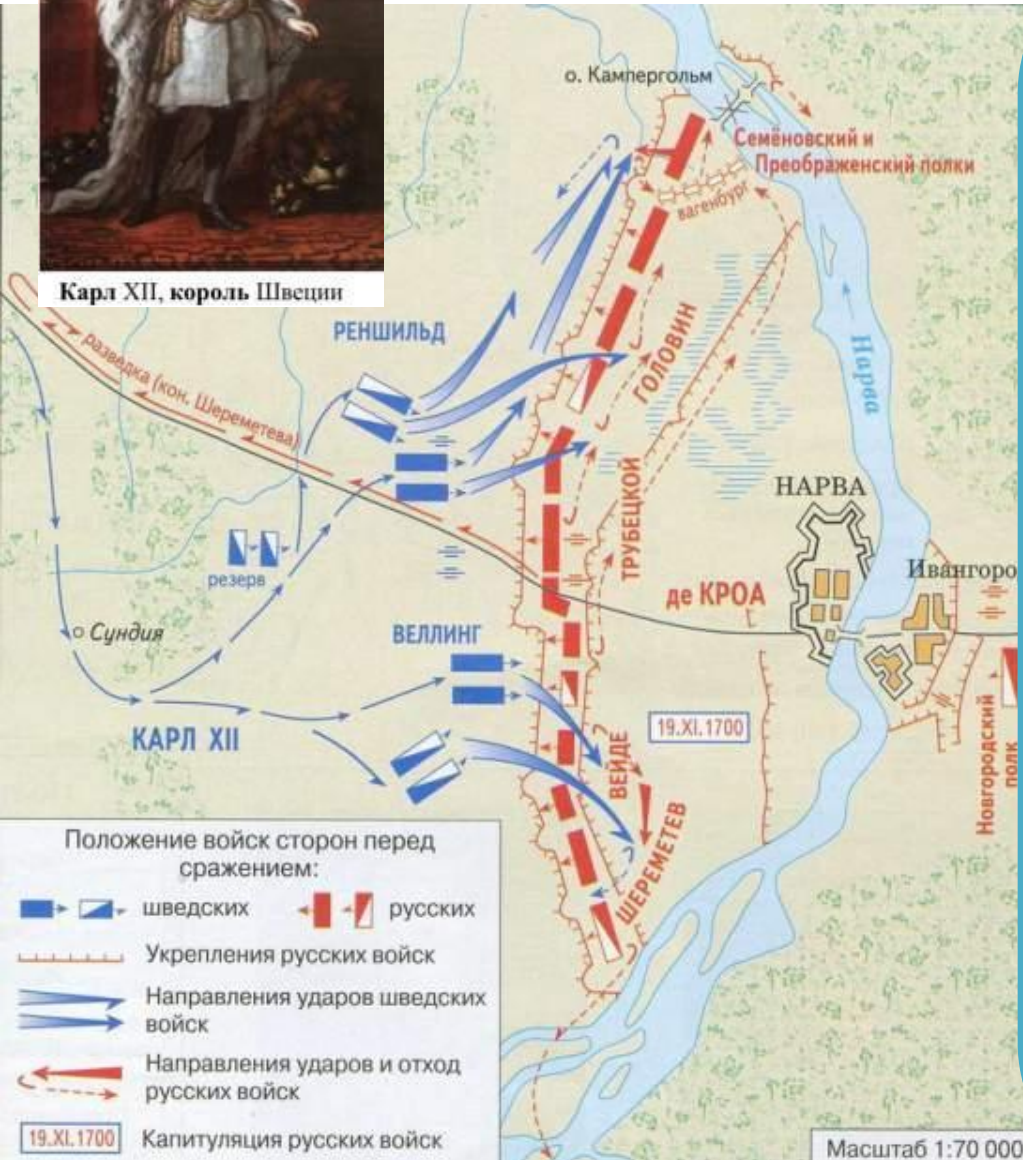 Карл XII, король Швеции
о. Кампергольм
Семёновский и
Преображенский полки
вагенбург
РЕНШИЛЬД
разведка (кон. Шереметева)
ГОЛОВИН
Нарва
НАРВА
ТРУБЕЦКОЙ
резерв
Ивангоро
де КРОА
Сундия
ВЕЛЛИНГ
КАРЛ XII
19.XI.1700
ВЕЙДЕ
Новгородский
полк
ШЕРЕМЕТЕВ
Положение войск сторон перед
сражением:
шведских
русских
Укрепления русских войск
Направления ударов шведских
войск
Направления ударов и отход
русских войск
19.XI.1700
Капитуляция русских войск
Масштаб 1:70 000